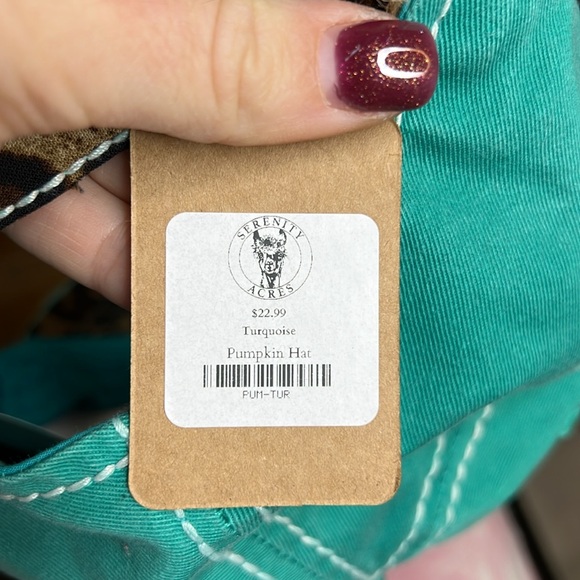 SERENITY
ACRES
$22.99
Turquoise
Pumpkin Hat
PUM-TUR